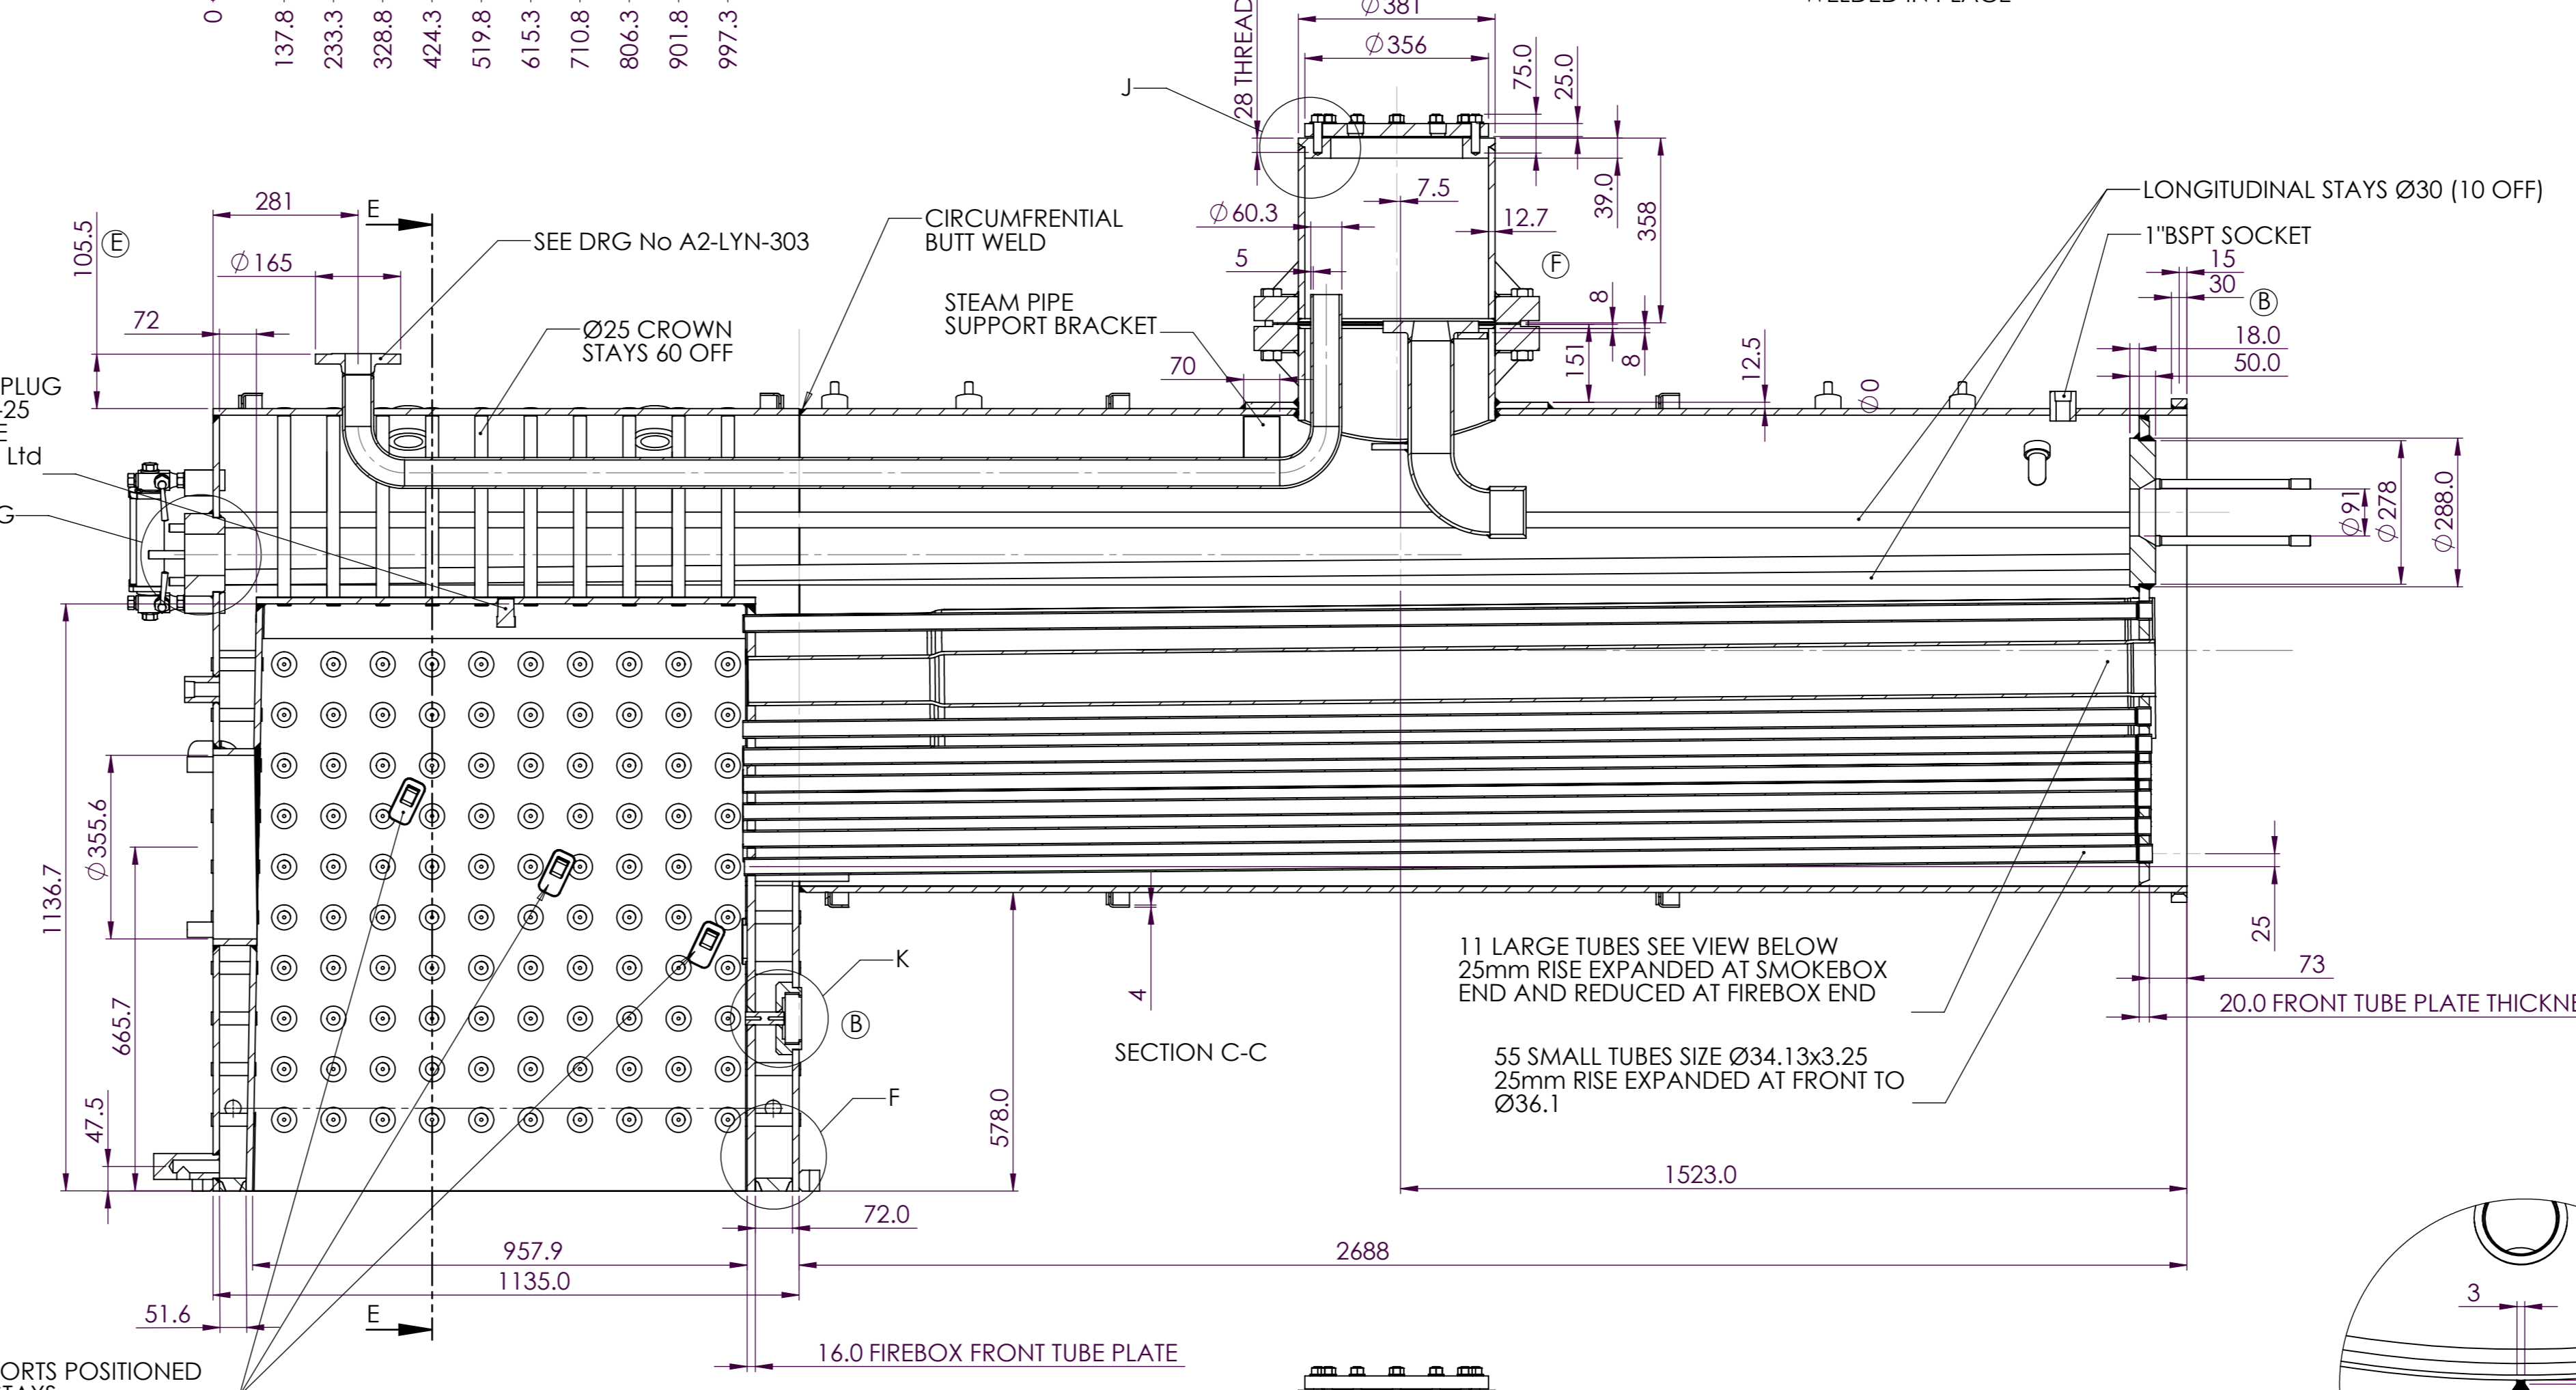 0
137.8
233.3
328.8
424.3
519.8
615.3
710.8
806.3
901.8
997.3
28 THREAD
Ø381
Ø356
75.0
25.0
J
39.0
358
7.5
12.7
Ø60.3
5
F
8
151
8
12.5
Ø0
281
E
105.5
E
Ø165
72
SEE DRG No A2-LYN-303
CIRCUMFRENTIAL
BUTT WELD
STEAM PIPE
SUPPORT BRACKET
70
Ø25 CROWN
STAYS 60 OFF
LONGITUDINAL STAYS Ø30 (10 OFF)
1"BSPT SOCKET
15
30
B
18.0
50.0
PLUG
-25
Ltd
G
Ø91
Ø278
Ø288.0
1136.7
Ø355.6
665.7
47.5
K
B
F
4
578.0
SECTION C-C
11 LARGE TUBES SEE VIEW BELOW
25mm RISE EXPANDED AT SMOKEBOX
END AND REDUCED AT FIREBOX END
55 SMALL TUBES SIZE Ø34.13x3.25
25mm RISE EXPANDED AT FRONT TO
Ø36.1
25
73
20.0 FRONT TUBE PLATE THICKNE
1523.0
72.0
957.9
1135.0
2688
51.6
E
16.0 FIREBOX FRONT TUBE PLATE
3
ORTS POSITIONED